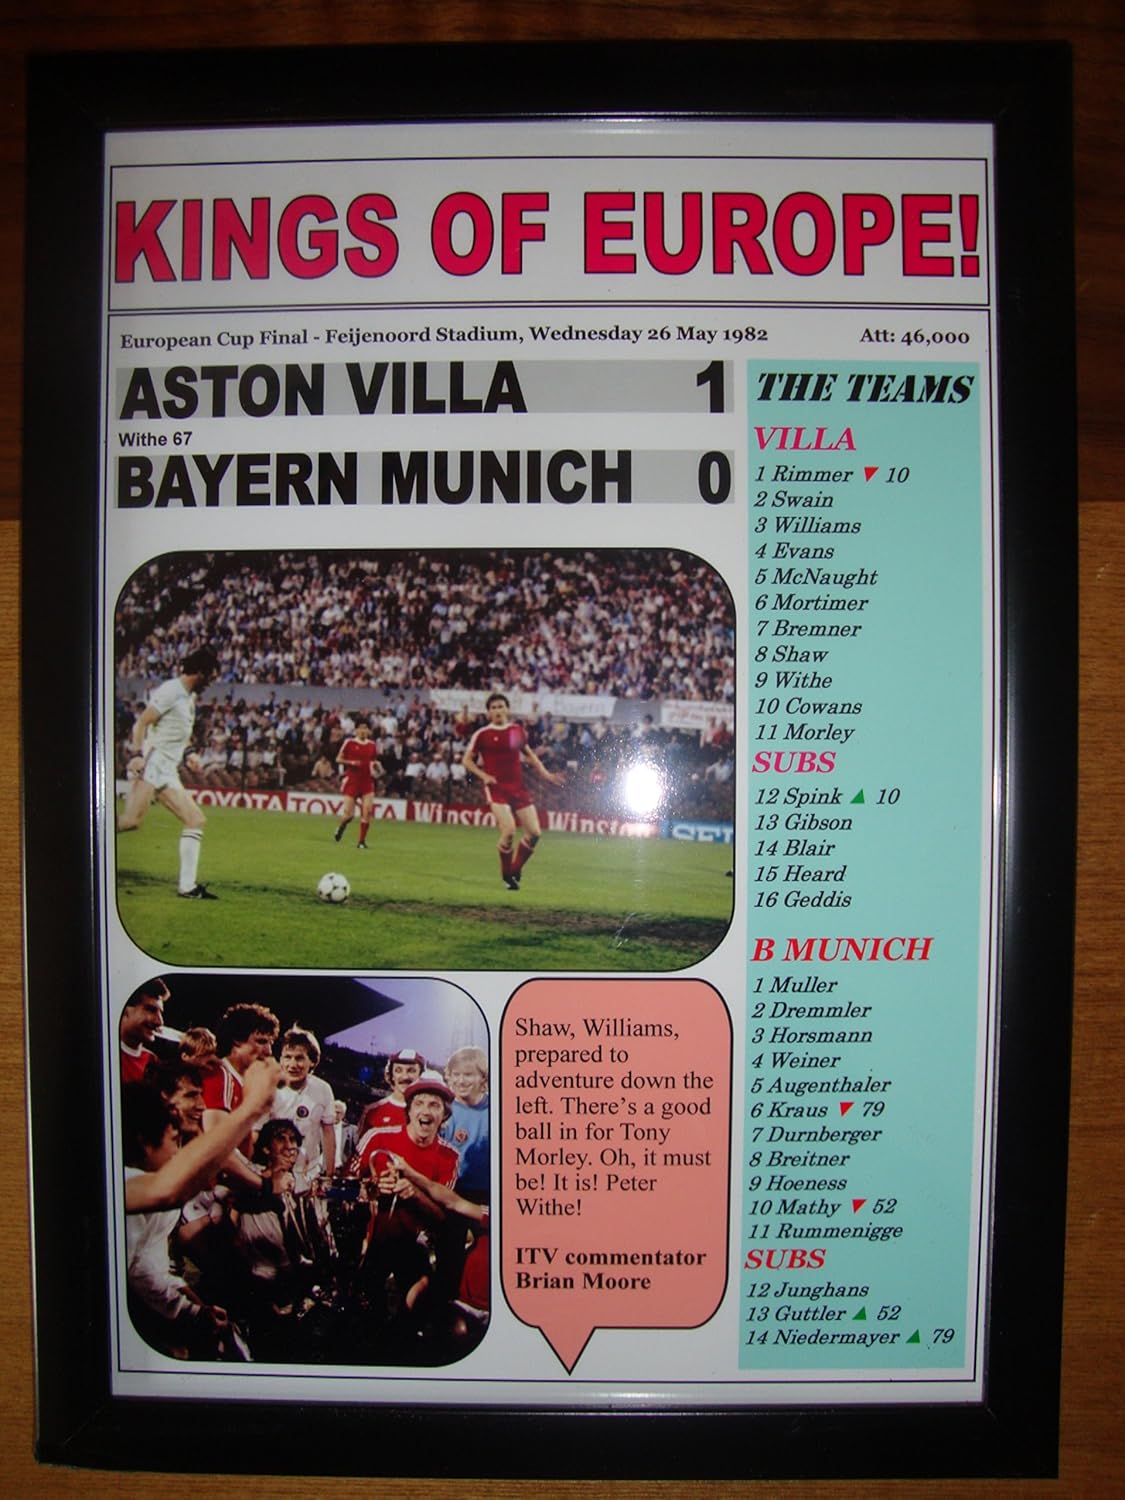 KINGS OF EUROPE!
European Cup Final - Feijenoord Stadium, Wednesday 26 May 1982
Att: 46,000
ASTON VILLA 1
Withe 67
BAYERN MUNICH 0
TOYOTA TOYOTA Winston Winston SEI
Shaw, Williams,
prepared to
adventure down the
left. There's a good
ball in for Tony
Morley. Oh, it must
be! It is! Peter
Withe!
ITV commentator
Brian Moore
THE TEAMS
VILLA
1 Rimmer ▼ 10
2 Swain
3 Williams
4 Evans
5 McNaught
6 Mortimer
7 Bremner
8 Shaw
9 Withe
10 Cowans
11 Morley
SUBS
12 Spink ▲ 10
13 Gibson
14 Blair
15 Heard
16 Geddis
B MUNICH
1 Muller
2 Dremmler
3 Horsmann
4 Weiner
5 Augenthaler
6 Kraus ▼ 79
7 Durnberger
8 Breitner
9 Hoeness
10 Mathy ▼ 52
11 Rummenigge
SUBS
12 Junghans
13 Guttler ▲ 52
14 Niedermayer ▲ 79